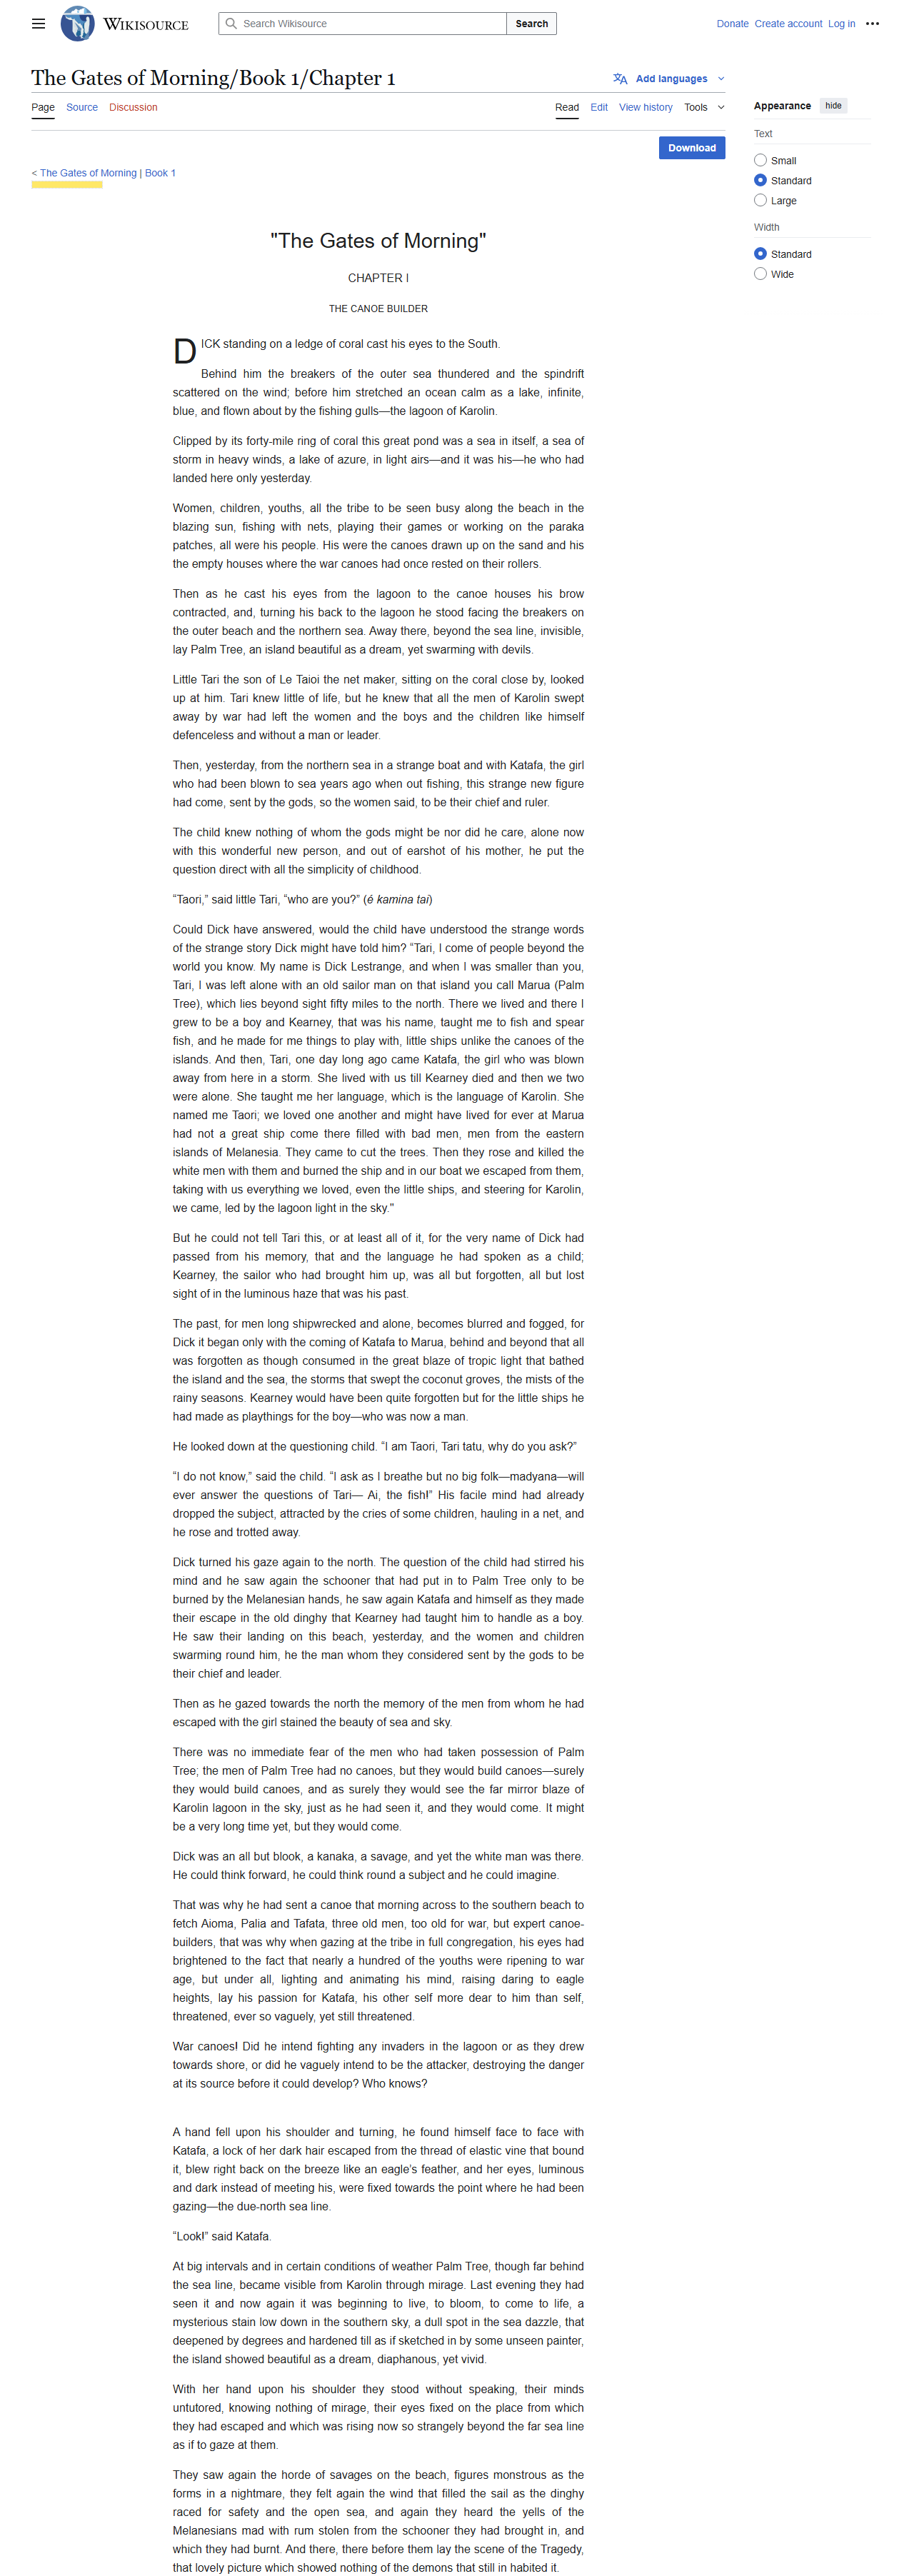 WIKISOURCE
Search Wikisource
Search
Donate Create account Log in
The Gates of Morning/Book 1/Chapter 1
Add languages
Page Source Discussion
Read Edit View history Tools
Appearance hide
Text
Small
Standard
Large
Width
Standard
Wide
Download
< The Gates of Morning | Book 1
"The Gates of Morning"
CHAPTER I
THE CANOE BUILDER
DICK standing on a ledge of coral cast his eyes to the South.
Behind him the breakers of the outer sea thundered and the spindrift
scattered on the wind; before him stretched an ocean calm as a lake, infinite,
blue, and flown about by the fishing gulls—the lagoon of Karolin.
Clipped by its forty-mile ring of coral this great pond was a sea in itself, a sea of
storm in heavy winds, a lake of azure, in light airs—and it was his—he who had
landed here only yesterday.
Women, children, youths, all the tribe to be seen busy along the beach in the
blazing sun, fishing with nets, playing their games or working on the paraka
patches, all were his people. His were the canoes drawn up on the sand and his
the empty houses where the war canoes had once rested on their rollers.
Then as he cast his eyes from the lagoon to the canoe houses his brow
contracted, and, turning his back to the lagoon he stood facing the breakers on
the outer beach and the northern sea. Away there, beyond the sea line, invisible,
lay Palm Tree, an island beautiful as a dream, yet swarming with devils.
Little Tari the son of Le Taioi the net maker, sitting on the coral close by, looked
up at him. Tari knew little of life, but he knew that all the men of Karolin swept
away by war had left the women and the boys and the children like himself
defenceless and without a man or leader.
Then, yesterday, from the northern sea in a strange boat and with Katafa, the girl
who had been blown to sea years ago when out fishing, this strange new figure
had come, sent by the gods, so the women said, to be their chief and ruler.
The child knew nothing of whom the gods might be nor did he care, alone now
with this wonderful new person, and out of earshot of his mother, he put the
question direct with all the simplicity of childhood.
“Taori,” said little Tari, “who are you?” (é kamina tai)
Could Dick have answered, would the child have understood the strange words
of the strange story Dick might have told him? “Tari, I come of people beyond the
world you know. My name is Dick Lestrange, and when I was smaller than you,
Tari, I was left alone with an old sailor man on that island you call Marua (Palm
Tree), which lies beyond sight fifty miles to the north. There we lived and there I
grew to be a boy and Kearney, that was his name, taught me to fish and spear
fish, and he made for me things to play with, little ships unlike the canoes of the
islands. And then, Tari, one day long ago came Katafa, the girl who was blown
away from here in a storm. She lived with us till Kearney died and then we two
were alone. She taught me her language, which is the language of Karolin. She
named me Taori; we loved one another and might have lived for ever at Marua
had not a great ship come there filled with bad men, men from the eastern
islands of Melanesia. They came to cut the trees. Then they rose and killed the
white men with them and burned the ship and in our boat we escaped from them,
taking with us everything we loved, even the little ships, and steering for Karolin,
we came, led by the lagoon light in the sky."
But he could not tell Tari this, or at least all of it, for the very name of Dick had
passed from his memory, that and the language he had spoken as a child;
Kearney, the sailor who had brought him up, was all but forgotten, all but lost
sight of in the luminous haze that was his past.
The past, for men long shipwrecked and alone, becomes blurred and fogged, for
Dick it began only with the coming of Katafa to Marua, behind and beyond that all
was forgotten as though consumed in the great blaze of tropic light that bathed
the island and the sea, the storms that swept the coconut groves, the mists of the
rainy seasons. Kearney would have been quite forgotten but for the little ships he
had made as playthings for the boy—who was now a man.
He looked down at the questioning child. “I am Taori, Tari tatu, why do you ask?”
“I do not know,” said the child. “I ask as I breathe but no big folk—madyana—will
ever answer the questions of Tari— Ai, the fish!” His facile mind had already
dropped the subject, attracted by the cries of some children, hauling in a net, and
he rose and trotted away.
Dick turned his gaze again to the north. The question of the child had stirred his
mind and he saw again the schooner that had put in to Palm Tree only to be
burned by the Melanesian hands, he saw again Katafa and himself as they made
their escape in the old dinghy that Kearney had taught him to handle as a boy.
He saw their landing on this beach, yesterday, and the women and children
swarming round him, he the man whom they considered sent by the gods to be
their chief and leader.
Then as he gazed towards the north the memory of the men from whom he had
escaped with the girl stained the beauty of sea and sky.
There was no immediate fear of the men who had taken possession of Palm
Tree; the men of Palm Tree had no canoes, but they would build canoes—surely
they would build canoes, and as surely they would see the far mirror blaze of
Karolin lagoon in the sky, just as he had seen it, and they would come. It might
be a very long time yet, but they would come.
Dick was an all but blook, a kanaka, a savage, and yet the white man was there.
He could think forward, he could think round a subject and he could imagine.
That was why he had sent a canoe that morning across to the southern beach to
fetch Aioma, Palia and Tafata, three old men, too old for war, but expert canoe-
builders, that was why when gazing at the tribe in full congregation, his eyes had
brightened to the fact that nearly a hundred of the youths were ripening to war
age, but under all, lighting and animating his mind, raising daring to eagle
heights, lay his passion for Katafa, his other self more dear to him than self,
threatened, ever so vaguely, yet still threatened.
War canoes! Did he intend fighting any invaders in the lagoon or as they drew
towards shore, or did he vaguely intend to be the attacker, destroying the danger
at its source before it could develop? Who knows?
A hand fell upon his shoulder and turning, he found himself face to face with
Katafa, a lock of her dark hair escaped from the thread of elastic vine that bound
it, blew right back on the breeze like an eagle’s feather, and her eyes, luminous
and dark instead of meeting his, were fixed towards the point where he had been
gazing—the due-north sea line.
“Look!” said Katafa.
At big intervals and in certain conditions of weather Palm Tree, though far behind
the sea line, became visible from Karolin through mirage. Last evening they had
seen it and now again it was beginning to live, to bloom, to come to life, a
mysterious stain low down in the southern sky, a dull spot in the sea dazzle, that
deepened by degrees and hardened till as if sketched in by some unseen painter,
the island showed beautiful as a dream, diaphanous, yet vivid.
With her hand upon his shoulder they stood without speaking, their minds
untutored, knowing nothing of mirage, their eyes fixed on the place from which
they had escaped and which was rising now so strangely beyond the far sea line
as if to gaze at them.
They saw again the horde of savages on the beach, figures monstrous as the
forms in a nightmare, they felt again the wind that filled the sail as the dinghy
raced for safety and the open sea, and again they heard the yells of the
Melanesians mad with rum stolen from the schooner they had brought in, and
which they had burnt. And there, there before them lay the scene of the Tragedy,
that lovely picture which showed nothing of the demons that still in habited it.